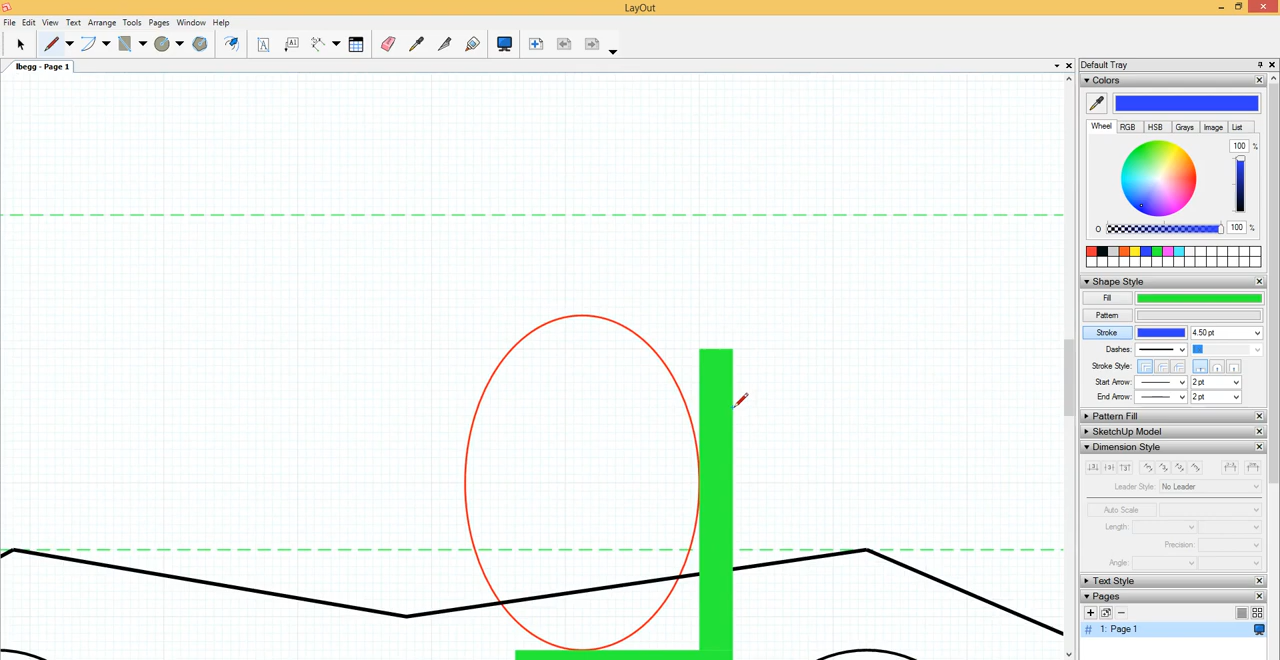 LayOut
File Edit View Text Arrange Tools Pages Window Help
lbegg - Page 1
Default Tray
Colors
Wheel RGB HSB Grays Image List
100 %
O 100 %
Shape Style
Fill
Pattern
Stroke 4.50 pt
Dashes:
Stroke Style:
Start Arrow: 2 pt
End Arrow: 2 pt
Pattern Fill
SketchUp Model
Dimension Style
Leader Style: No Leader
Auto Scale
Length:
Precision:
Angle:
Text Style
Pages
# 1: Page 1